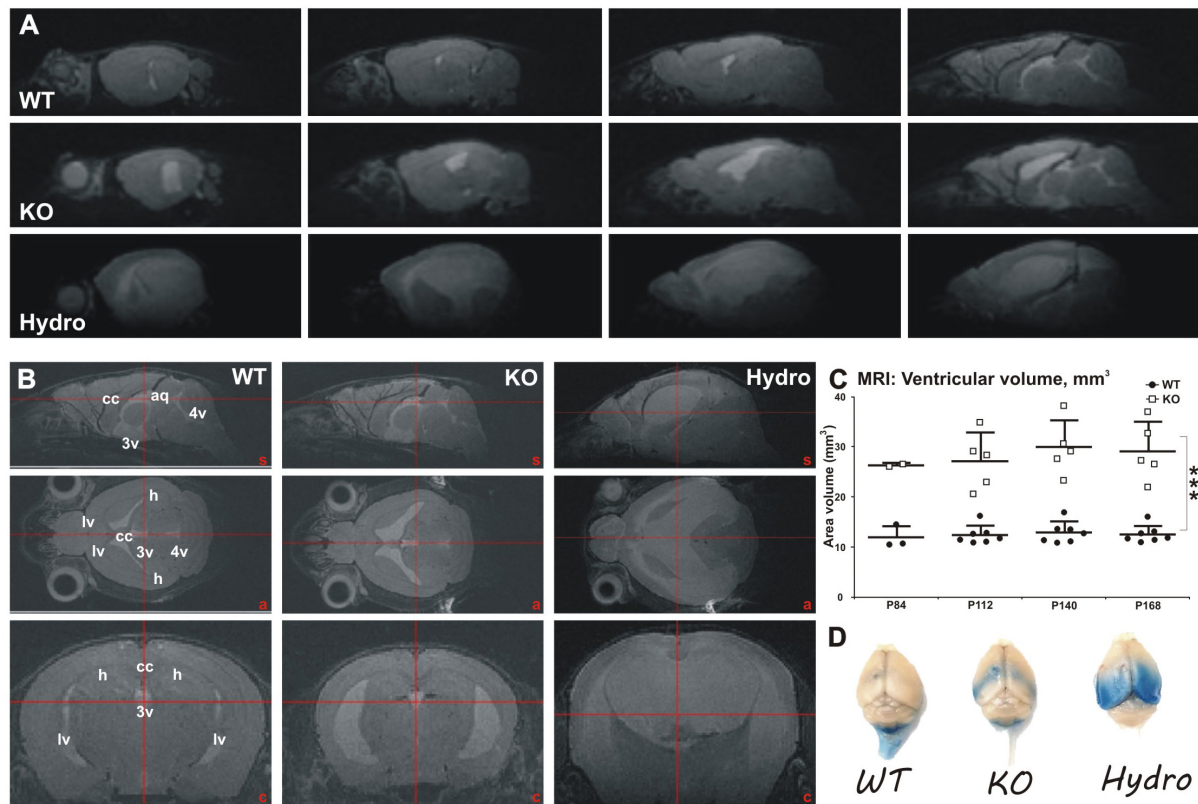 A
WT
KO
Hydro
B
WT
KO
Hydro
cc
aq
4v
3v
s
s
s
h
lv
cc
lv
3v
4v
h
a
a
a
cc
h
h
3v
lv
lv
c
c
c
C MRI: Ventricular volume, mm³
WT
KO
Area volume (mm³)
40
30
20
10
0
P84
P112
P140
P168
***
D
WT
KO
Hydro